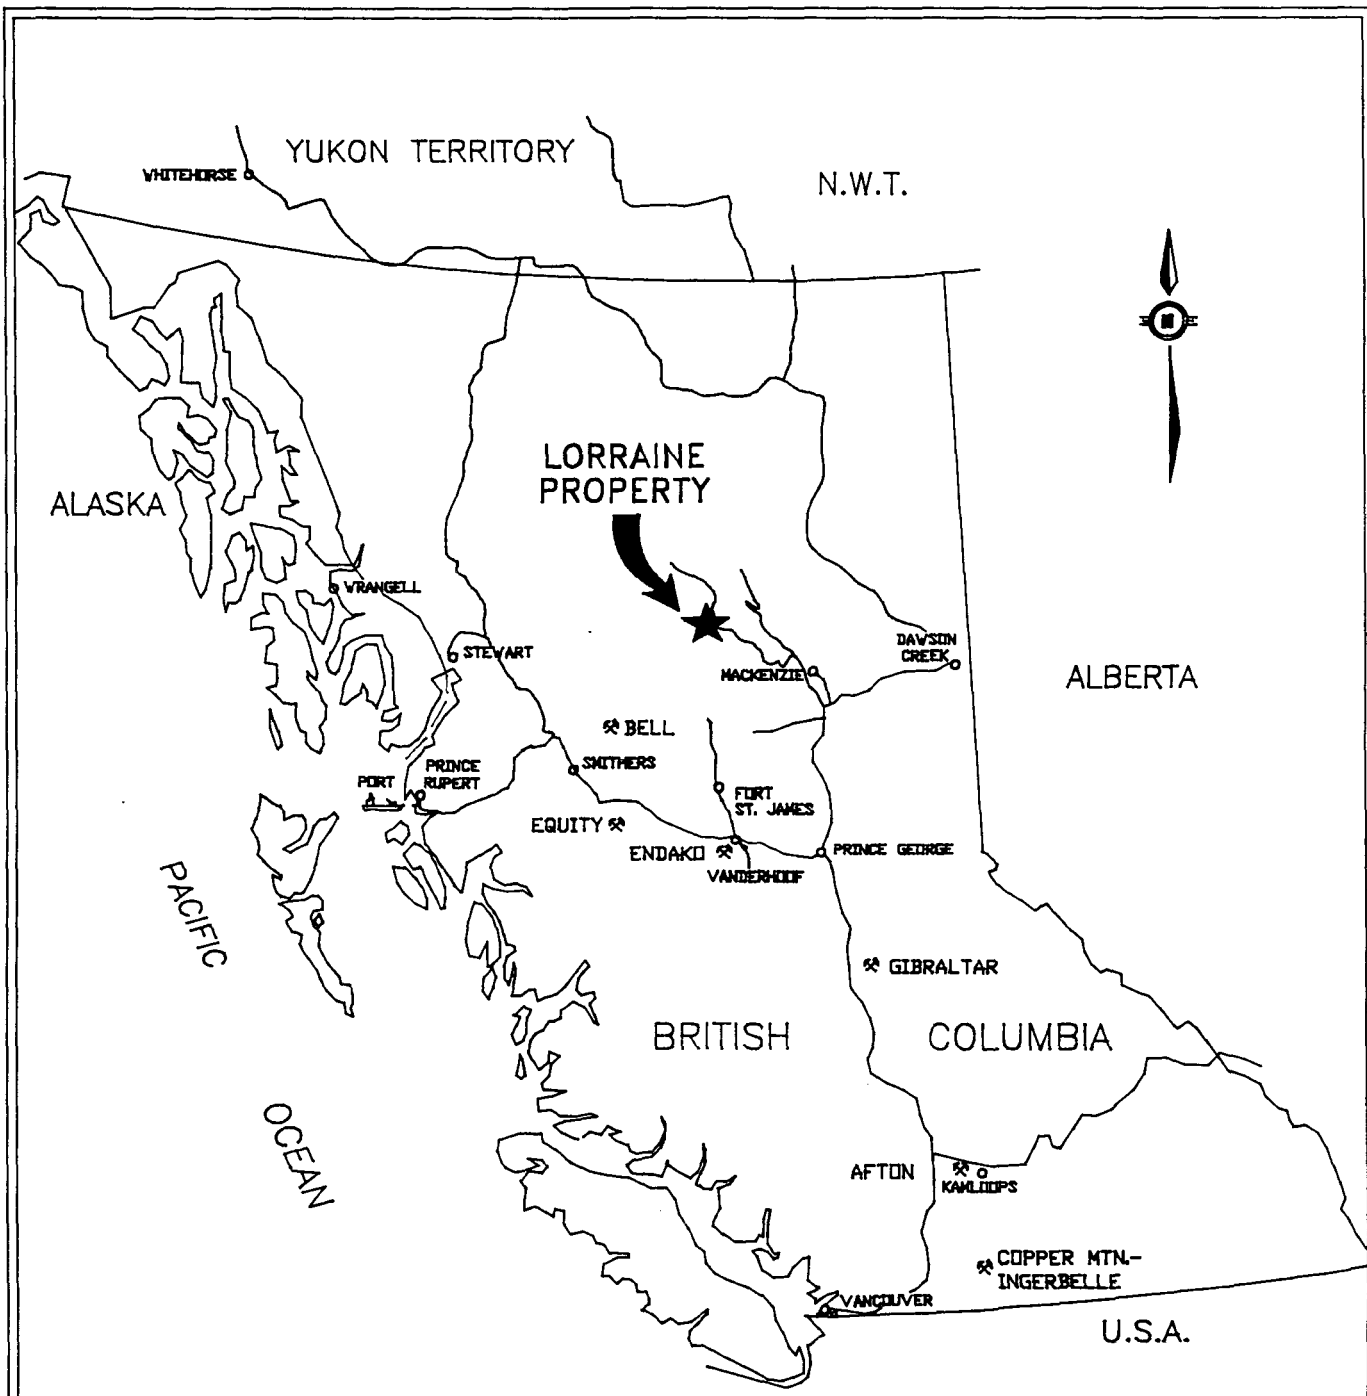 YUKON TERRITORY
WHITEHORSE
N.W.T.
N
LORRAINE
PROPERTY
ALASKA
WRANGELL
STEWART
DAWSON
CREEK
MACKENZIE
ALBERTA
BELL
SMITHERS
PRINCE
RUPERT
PORT
FORT
ST. JAMES
EQUITY
ENDAKO
VANDERHOOF
PRINCE GEORGE
PACIFIC
OCEAN
GIBRALTAR
BRITISH COLUMBIA
AFTON
KAMLOOPS
COPPER MTN.-
INGERBELLE
VANCOUVER
U.S.A.